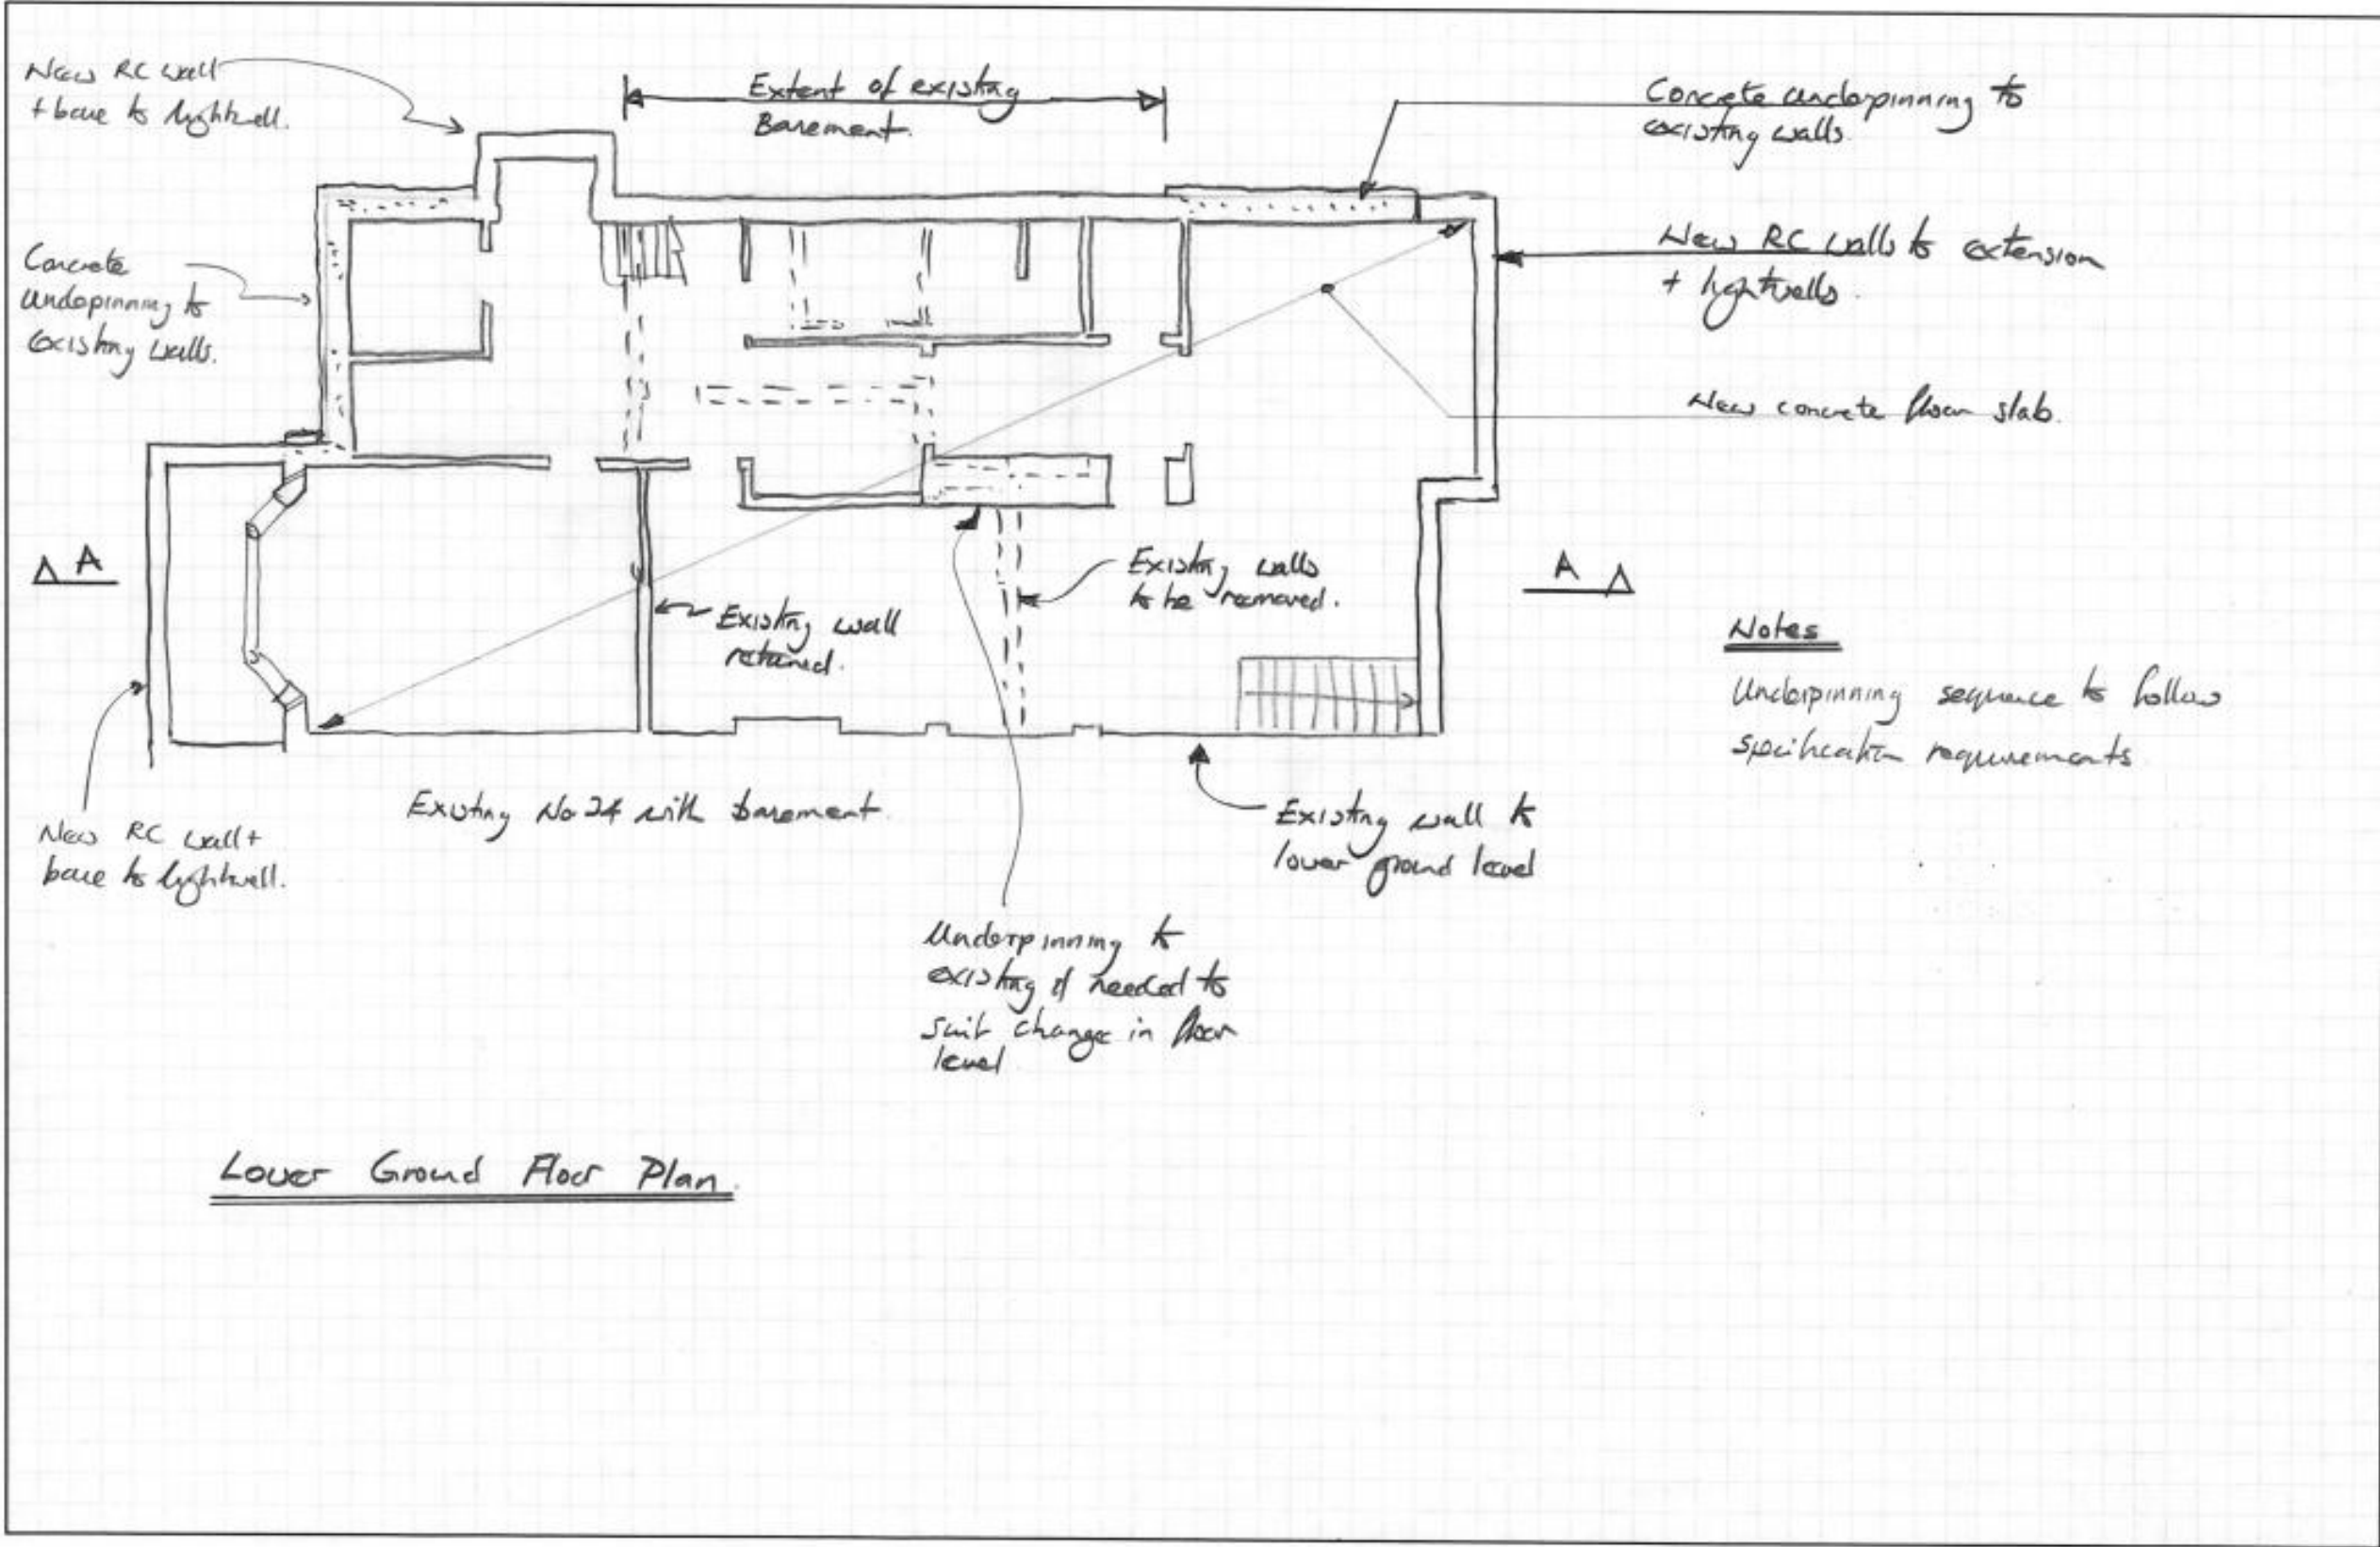 New RC wall
+ base to lightwell.
Extent of existing
Basement.
Concrete underpinning to
existing walls.
Concrete
underpinning to
existing walls.
New RC walls to extension
+ lightwells.
New concrete floor slab.
A
A
Existing walls
to be removed.
Existing wall
retained.
Notes
Underpinning sequence to follow
specification requirements
Existing No 24 with basement.
New RC wall +
base to lightwell.
Existing wall to
lower ground level
Underpinning to
existing if needed to
suit change in floor
level.
Lower Ground Floor Plan.